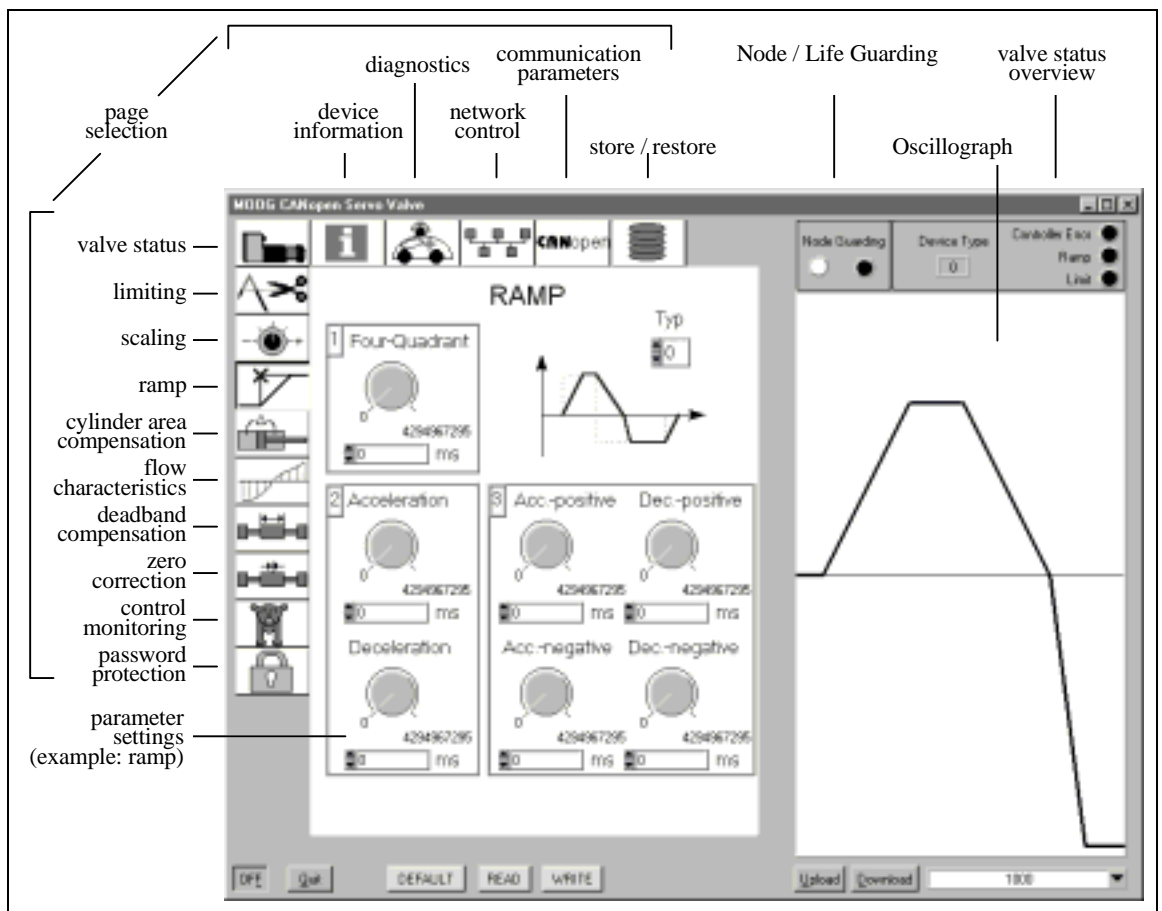 communication
parameters
Node / Life Guarding
valve status
overview
diagnostics
page
selection
device
information
network
control
store / restore
Oscillograph
MOOG CANopen Servo Valve
valve status
limiting
scaling
ramp
cylinder area
compensation
flow
characteristics
deadband
compensation
zero
correction
control
monitoring
password
protection
parameter
settings
(example: ramp)
i
CANopen
Node Guarding
Device Type
0
Controller Error
Ramp
Limit
RAMP
Typ
0
1 Four-Quadrant
0
4294967295
0 ms
2 Acceleration
0
4294967295
0 ms
Deceleration
0
4294967295
0 ms
3 Acc.-positive Dec.-positive
0 0
4294967295 4294967295
0 ms 0 ms
Acc.-negative Dec.-negative
0 0
4294967295 4294967295
0 ms 0 ms
OFF Quit DEFAULT READ WRITE
Upload Download 1000